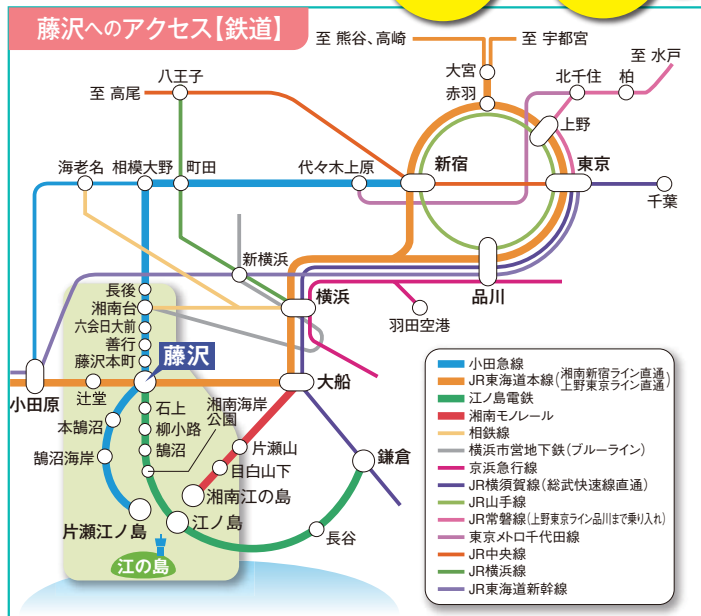 藤沢へのアクセス【鉄道】
至 熊谷、高崎
至 宇都宮
至 水戸
大宮
赤羽
北千住
柏
上野
八王子
至 高尾
海老名
相模大野
町田
代々木上原
新宿
東京
千葉
新横浜
横浜
品川
羽田空港
長後
湘南台
六会日大前
善行
藤沢本町
藤沢
小田原
辻堂
大船
本鵠沼
鵠沼海岸
片瀬江ノ島
石上
柳小路
鵠沼
湘南海岸
公園
片瀬山
目白山下
湘南江の島
江ノ島
鎌倉
長谷
江の島
小田急線
JR東海道本線(湘南新宿ライン直通
上野東京ライン直通)
江ノ島電鉄
湘南モノレール
相鉄線
横浜市営地下鉄(ブルーライン)
京浜急行線
JR横須賀線(総武快速線直通)
JR山手線
JR常磐線(上野東京ライン品川まで乗り入れ)
東京メトロ千代田線
JR中央線
JR横浜線
JR東海道新幹線